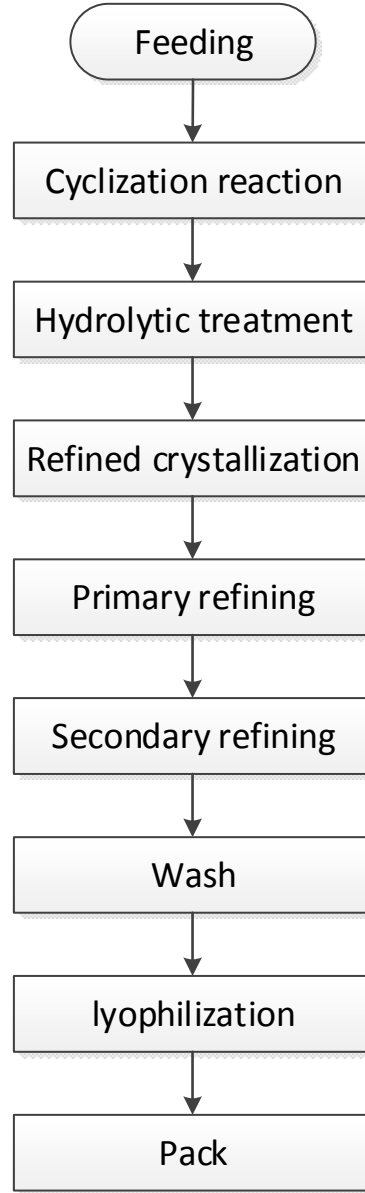 Feeding
Cyclization reaction
Hydrolytic treatment
Refined crystallization
Primary refining
Secondary refining
Wash
lyophilization
Pack